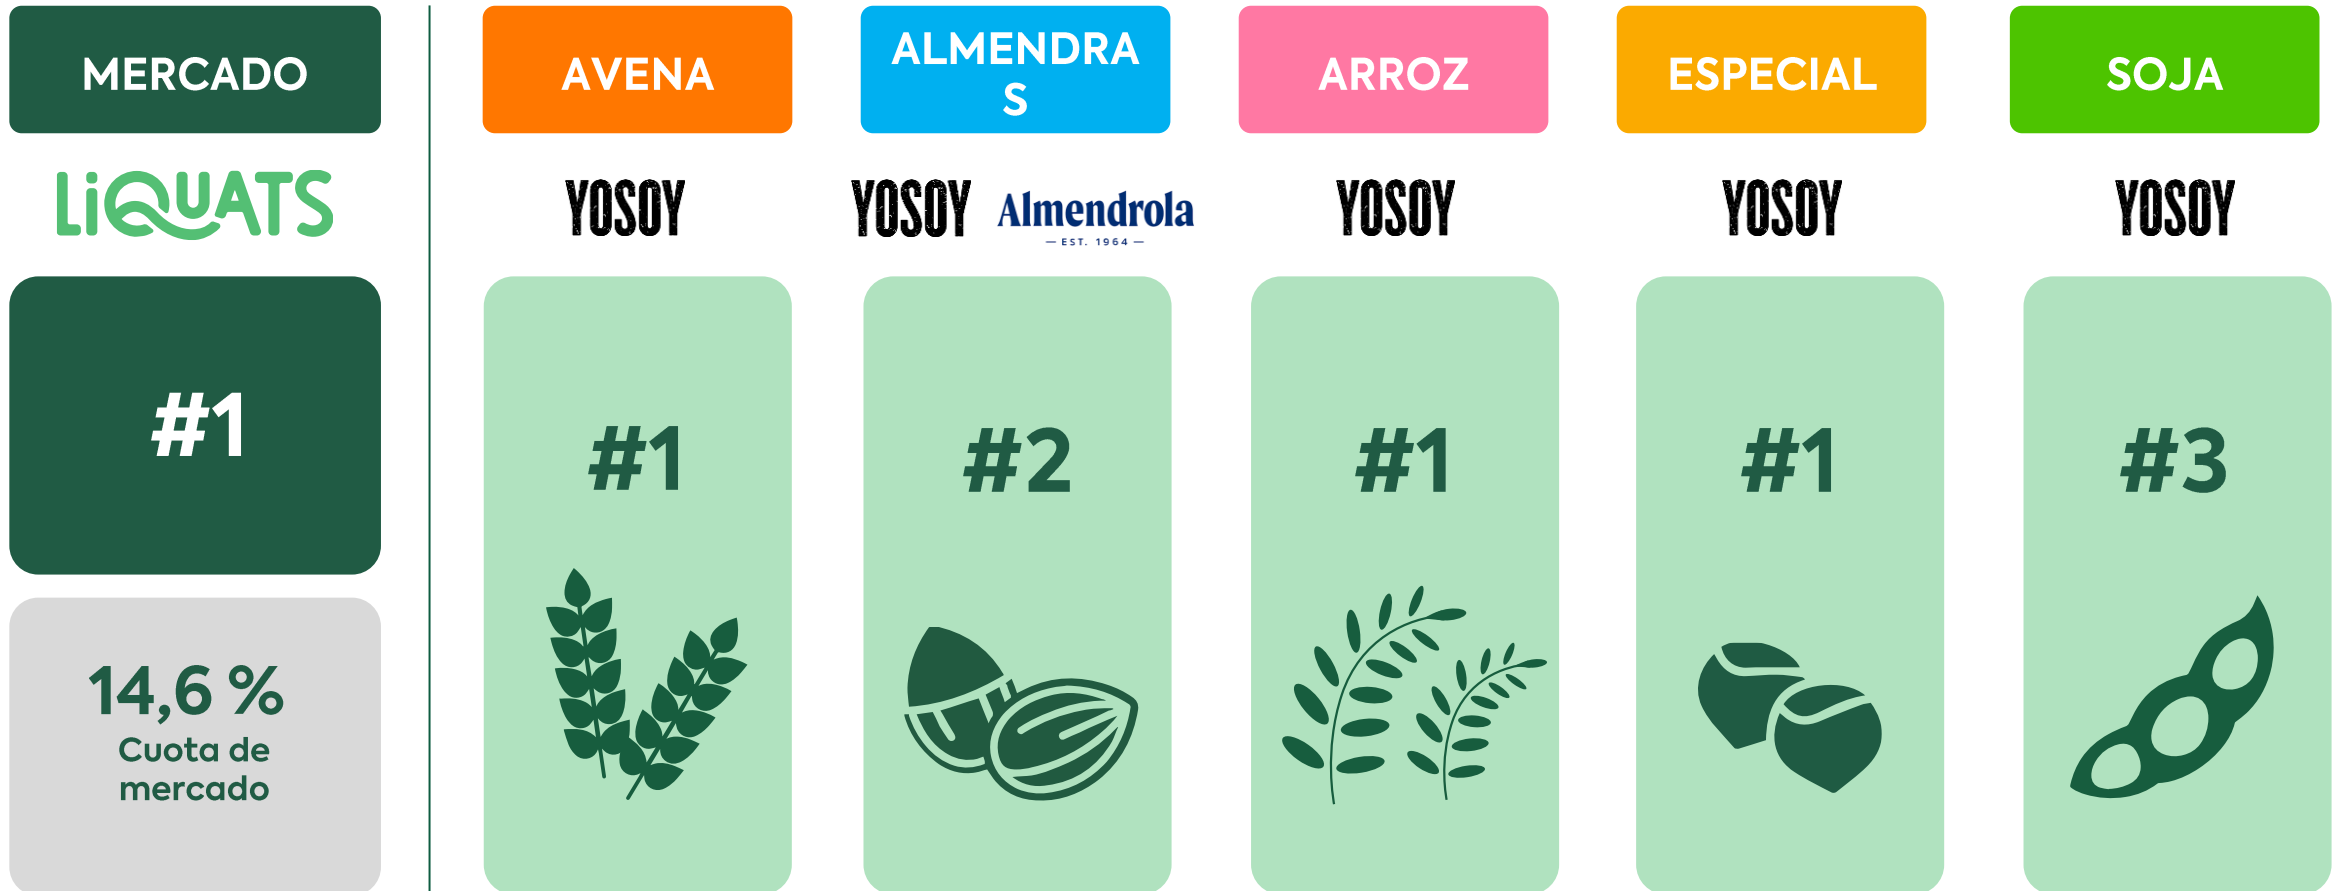 MERCADO
AVENA
ALMENDRA
S
ARROZ
ESPECIAL
SOJA
LiQUATS
YOSOY
YOSOY
Almendrola
EST. 1964
YOSOY
YOSOY
YOSOY
#1
#1
#2
#1
#1
#3
14,6 %
Cuota de
mercado